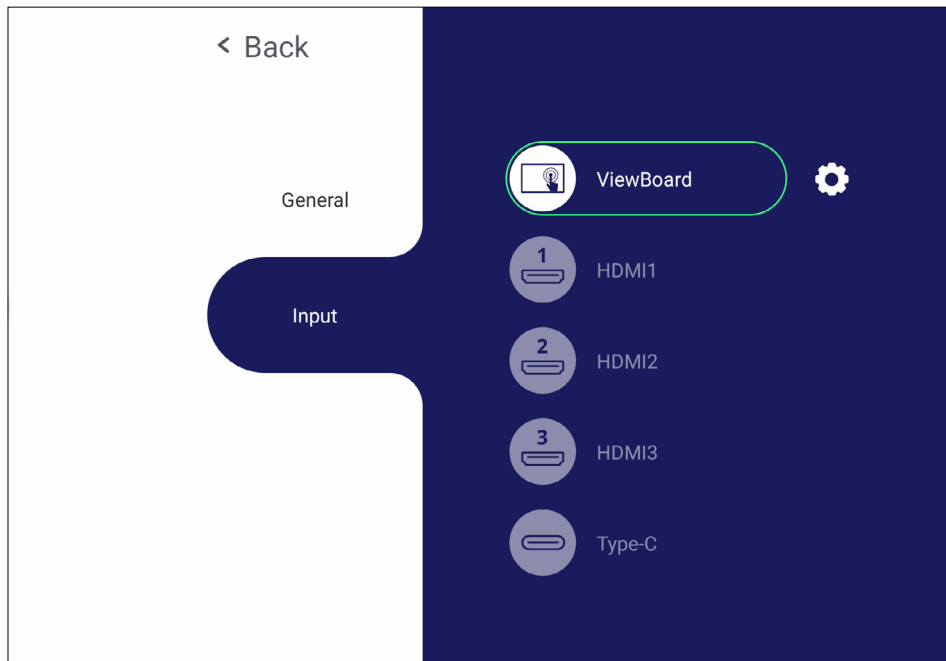 Back
General
Input
ViewBoard
1
HDMI1
2
HDMI2
3
HDMI3
Type-C